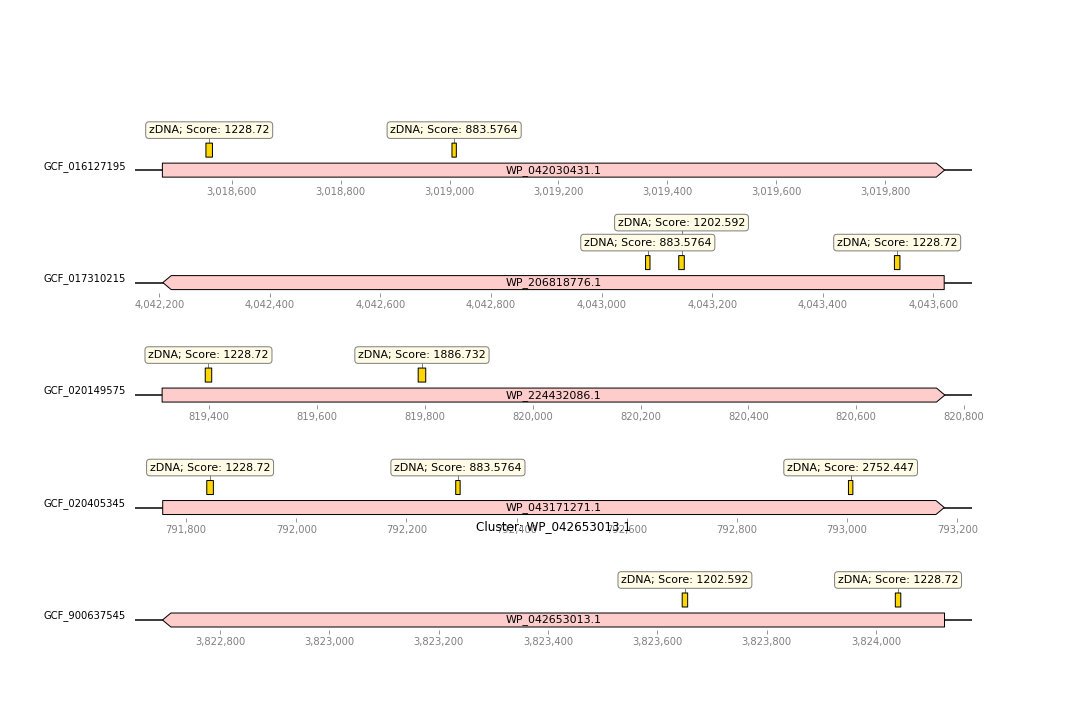 zDNA; Score: 1228.72 zDNA; Score: 883.5764
GCF_016127195 WP_042030431.1
3,018,600 3,018,800 3,019,000 3,019,200 3,019,400 3,019,600 3,019,800
zDNA; Score: 1202.592
zDNA; Score: 883.5764 zDNA; Score: 1228.72
GCF_017310215 WP_206818776.1
4,042,200 4,042,400 4,042,600 4,042,800 4,043,000 4,043,200 4,043,400 4,043,600
zDNA; Score: 1228.72 zDNA; Score: 1886.732
GCF_020149575 WP_224432086.1
819,400 819,600 819,800 820,000 820,200 820,400 820,600 820,800
zDNA; Score: 1228.72 zDNA; Score: 883.5764 zDNA; Score: 2752.447
GCF_020405345 WP_043171271.1
791,800 792,000 792,200 792,400 792,600 792,800 793,000 793,200
Cluster: WP_042653013.1
zDNA; Score: 1202.592 zDNA; Score: 1228.72
GCF_900637545 WP_042653013.1
3,822,800 3,823,000 3,823,200 3,823,400 3,823,600 3,823,800 3,824,000